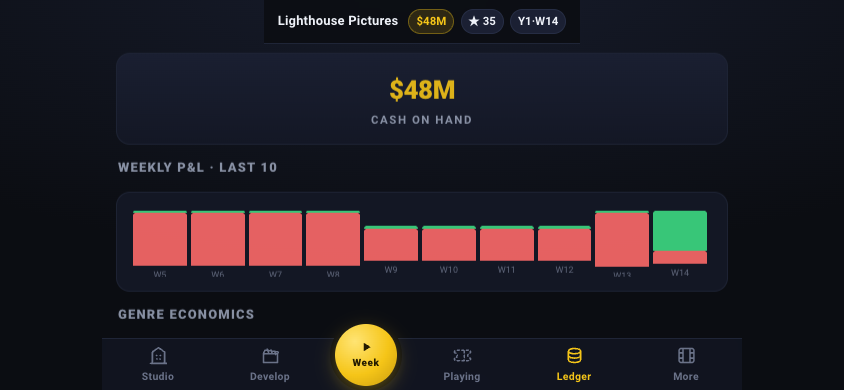 Lighthouse Pictures $48M ★ 35 Y1·W14
$48M
CASH ON HAND
WEEKLY P&L · LAST 10
W5 W6 W7 W8 W9 W10 W11 W12 W13 W14
GENRE ECONOMICS
Week
Studio Develop Playing Ledger More